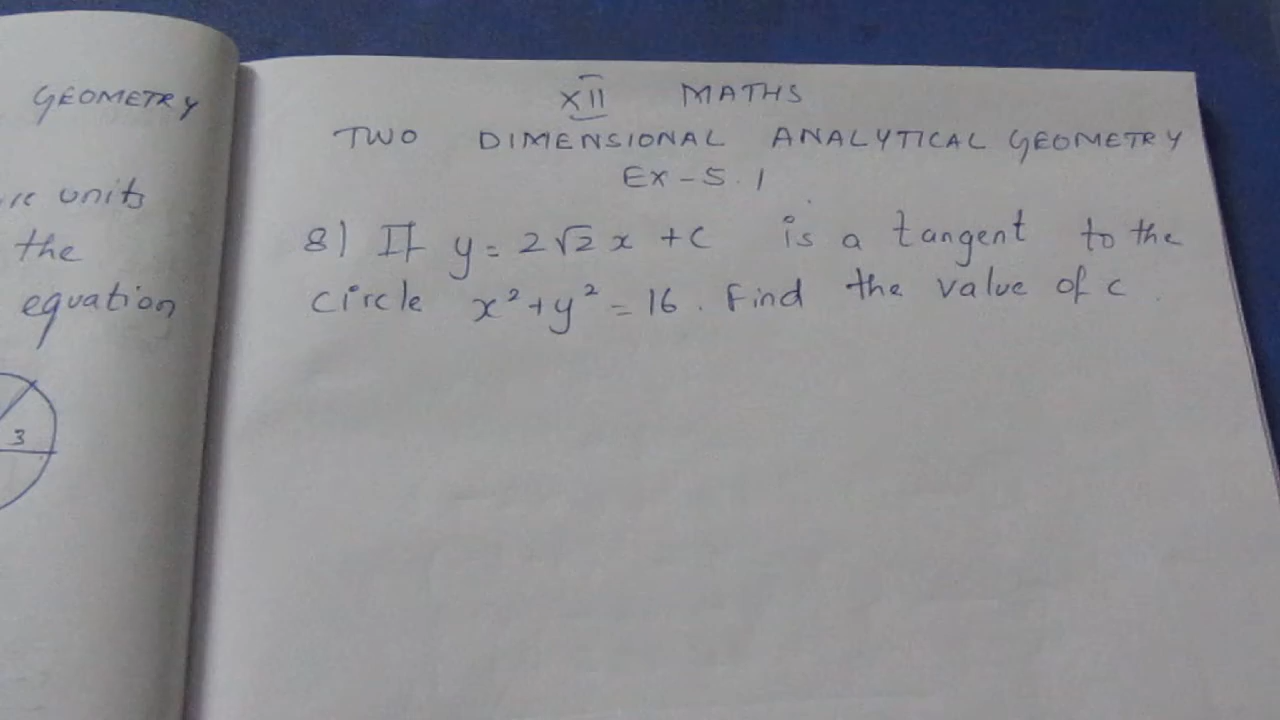 GEOMETRY
units
the
equation
3
XII MATHS
TWO DIMENSIONAL ANALYTICAL GEOMETRY
EX - 5.1
8) If y = 2√2 x + c is a tangent to the
circle x² + y² = 16. Find the value of c.